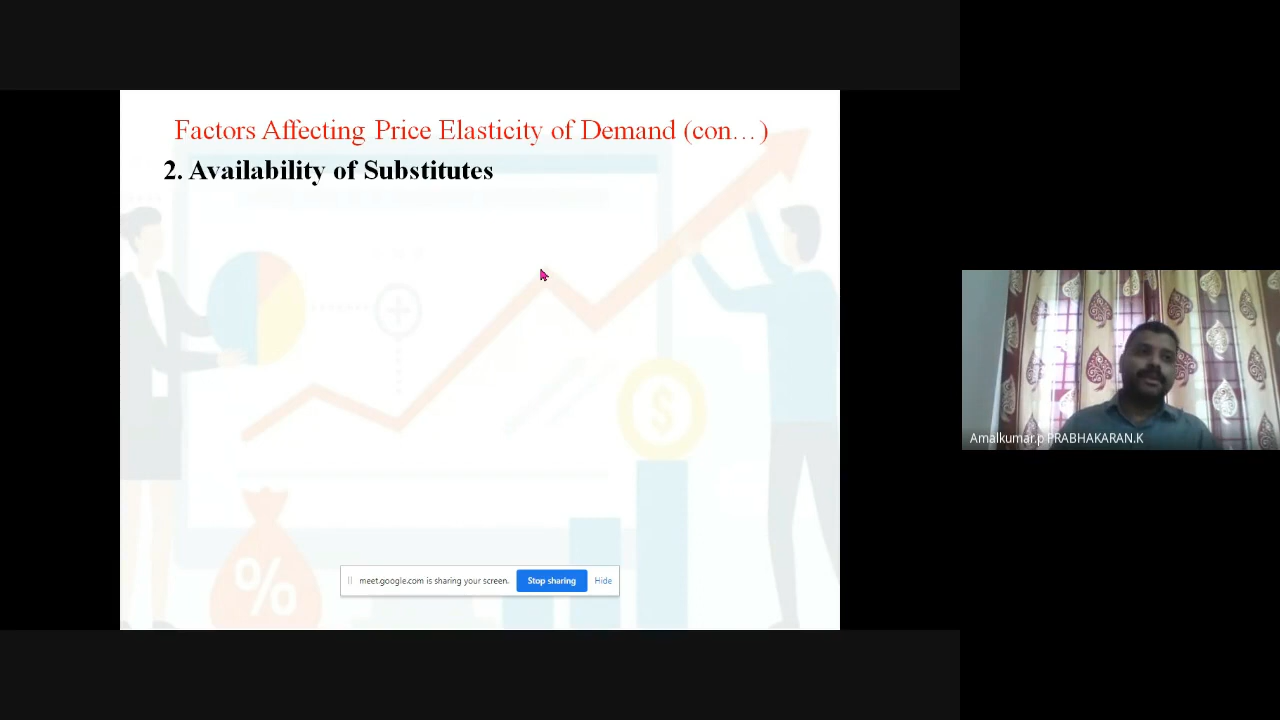 Factors Affecting Price Elasticity of Demand (con…)
2. Availability of Substitutes
$
%
meet.google.com is sharing your screen.
Stop sharing
Hide
Amalkumar.p PRABHAKARAN.K